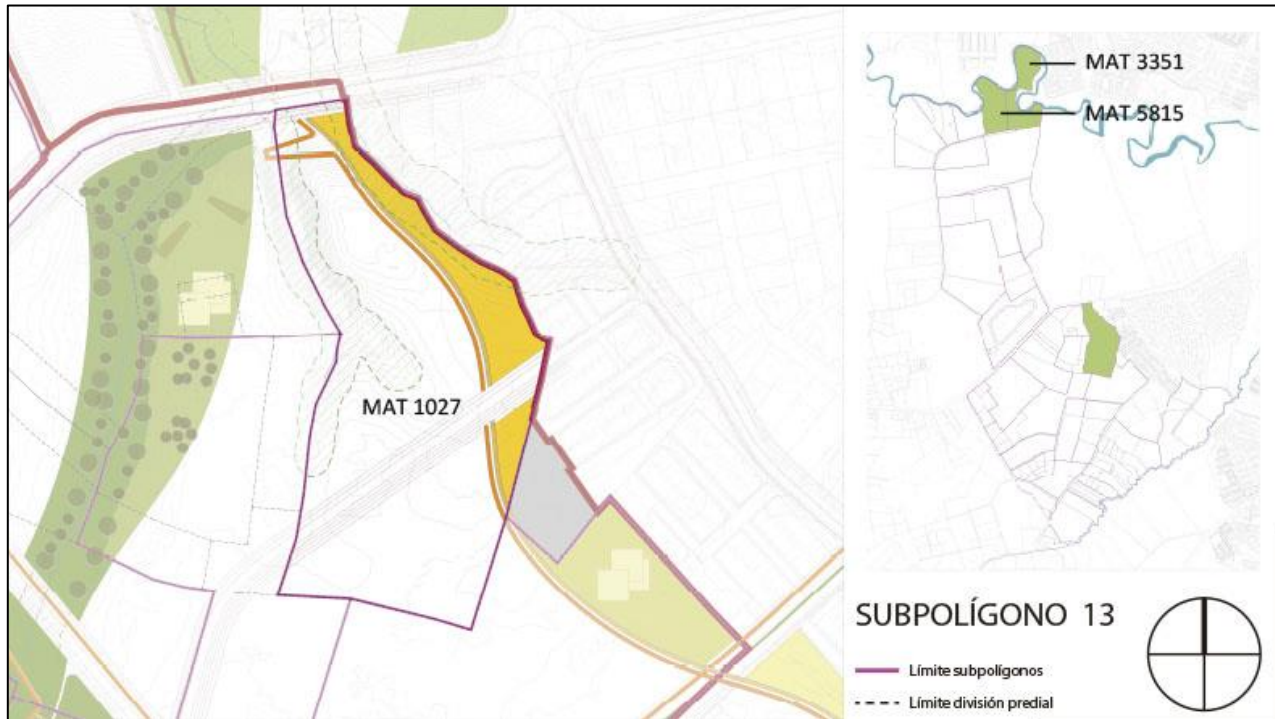 MAT 1027
MAT 3351
MAT 5815
SUBPOLÍGONO 13
Límite subpolígonos
Límite división predial